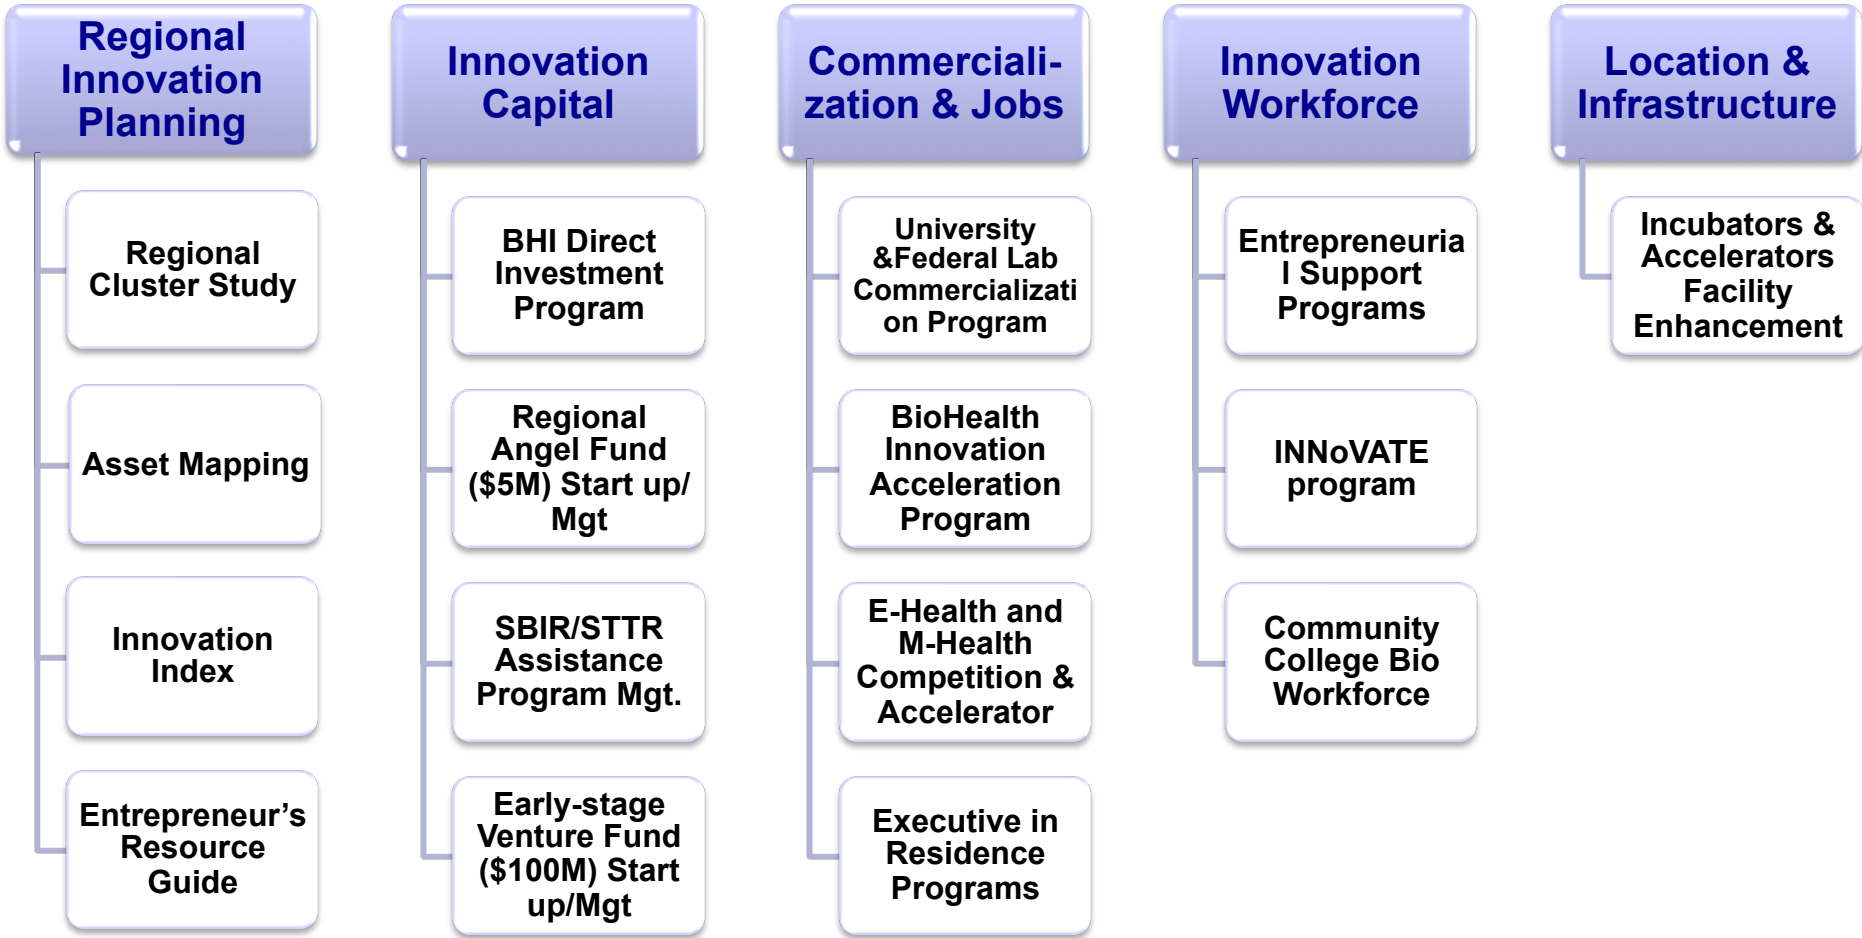 Regional
Innovation
Planning
Regional
Cluster Study
Asset Mapping
Innovation
Index
Entrepreneur’s
Resource
Guide
Innovation
Capital
BHI Direct
Investment
Program
Regional
Angel Fund
($5M) Start up/
Mgt
SBIR/STTR
Assistance
Program Mgt.
Early-stage
Venture Fund
($100M) Start
up/Mgt
Commerciali-
zation & Jobs
University
&Federal Lab
Commercializati
on Program
BioHealth
Innovation
Acceleration
Program
E-Health and
M-Health
Competition &
Accelerator
Executive in
Residence
Programs
Innovation
Workforce
Entrepreneuria
l Support
Programs
INNoVATE
program
Community
College Bio
Workforce
Location &
Infrastructure
Incubators &
Accelerators
Facility
Enhancement